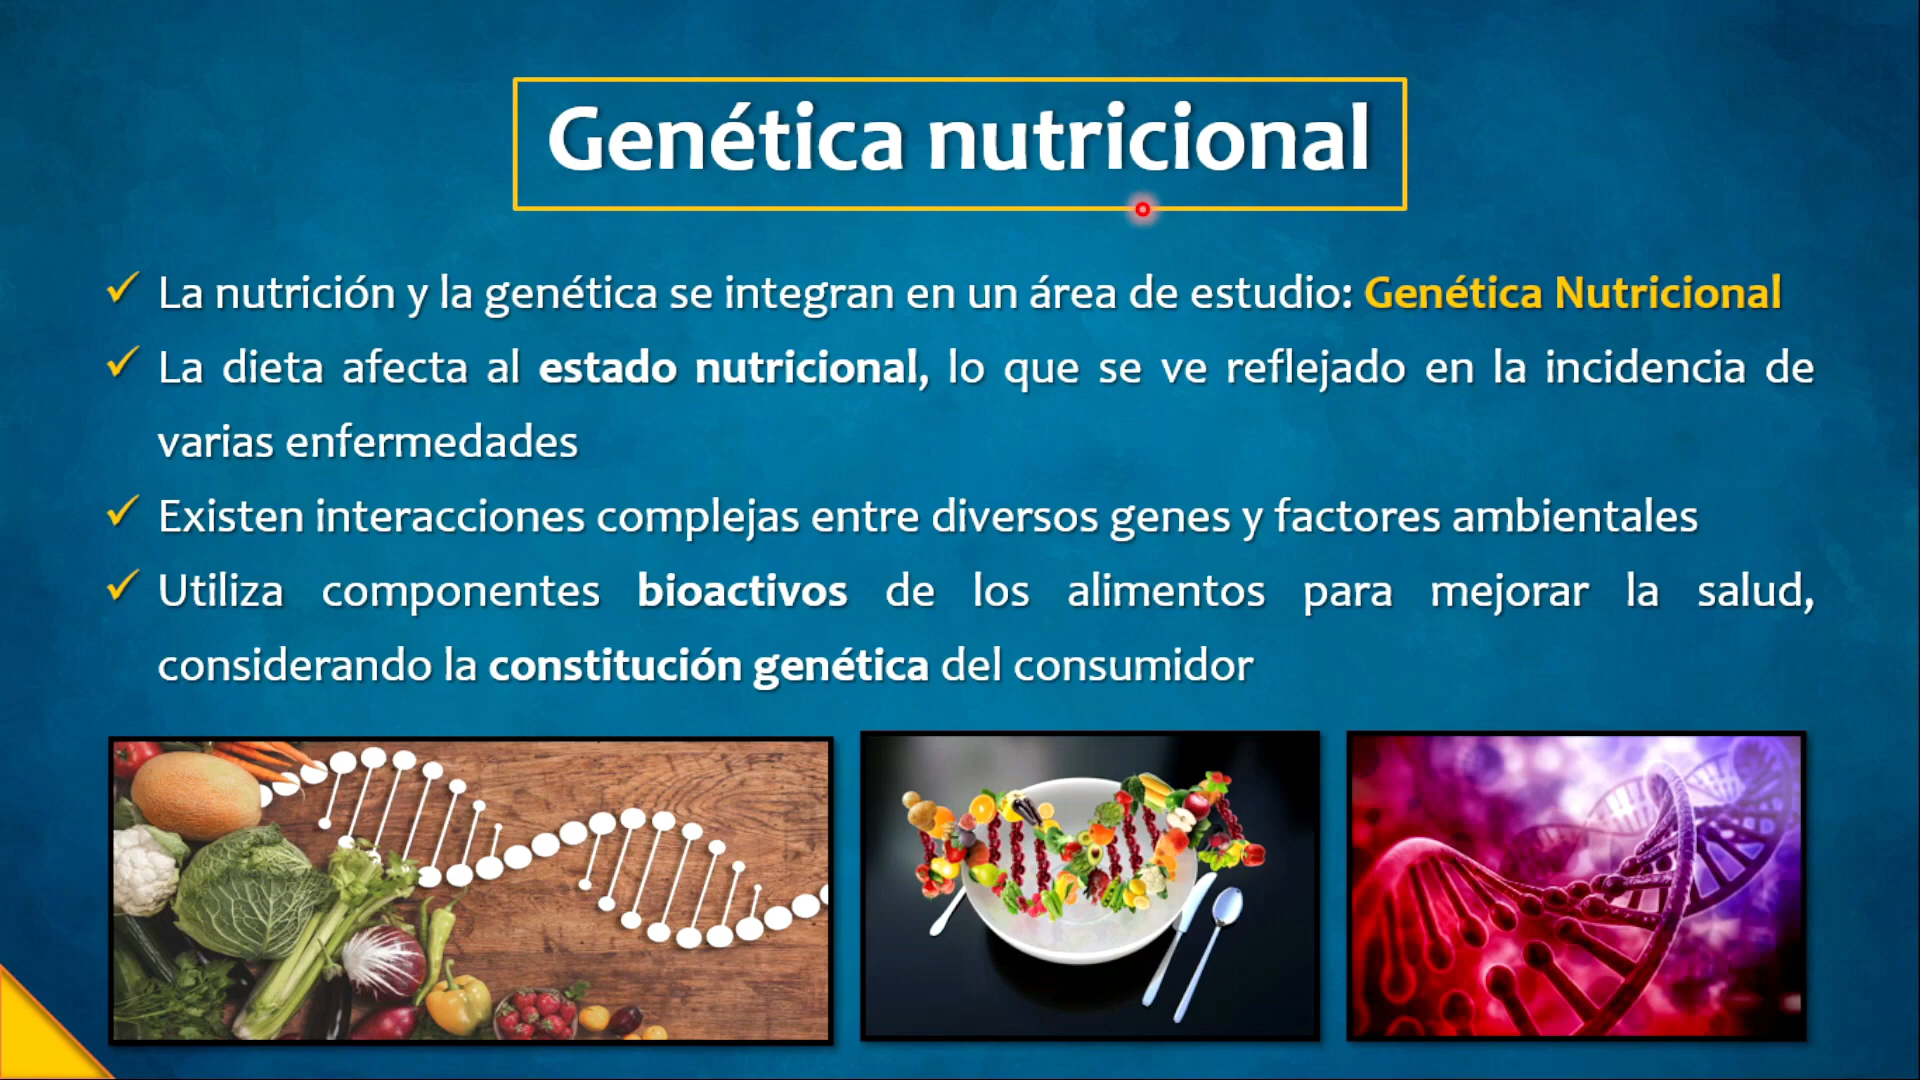 Genética nutricional
La nutrición y la genética se integran en un área de estudio: Genética Nutricional
La dieta afecta al estado nutricional, lo que se ve reflejado en la incidencia de
varias enfermedades
Existen interacciones complejas entre diversos genes y factores ambientales
Utiliza componentes bioactivos de los alimentos para mejorar la salud,
considerando la constitución genética del consumidor